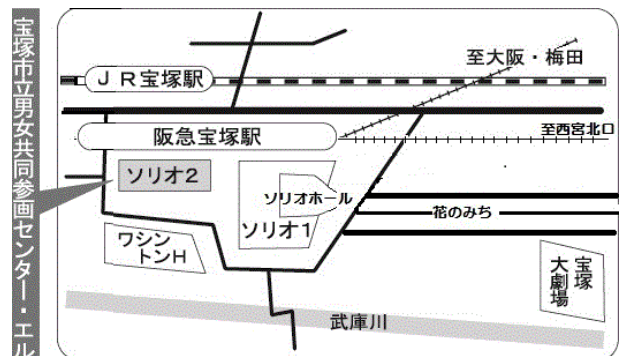 宝塚市立男女共同参画センター・エル
至大阪・梅田
JR宝塚駅
阪急宝塚駅
至西宮北口
ソリオ2
ソリオホール
ソリオ1
花のみち
ワシン
トンH
宝塚
大劇場
武庫川